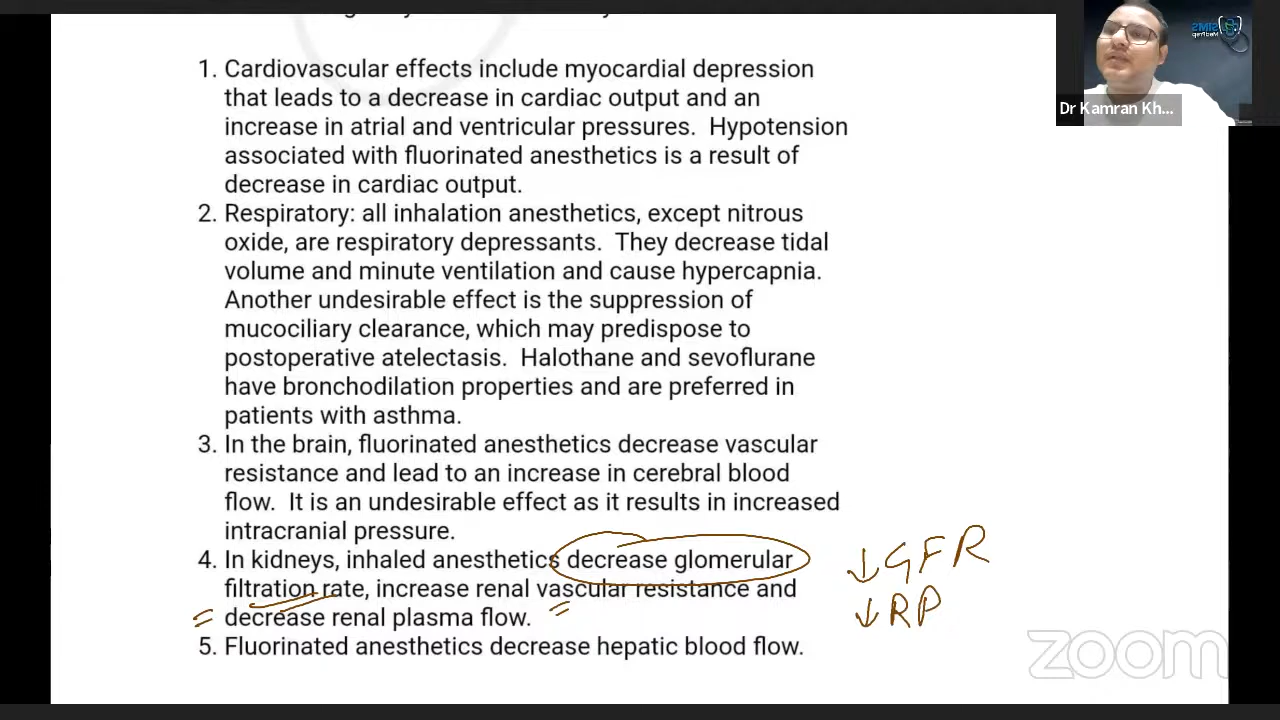 1. Cardiovascular effects include myocardial depression
that leads to a decrease in cardiac output and an
increase in atrial and ventricular pressures.  Hypotension
associated with fluorinated anesthetics is a result of
decrease in cardiac output.
2. Respiratory: all inhalation anesthetics, except nitrous
oxide, are respiratory depressants.  They decrease tidal
volume and minute ventilation and cause hypercapnia.
Another undesirable effect is the suppression of
mucociliary clearance, which may predispose to
postoperative atelectasis.  Halothane and sevoflurane
have bronchodilation properties and are preferred in
patients with asthma.
3. In the brain, fluorinated anesthetics decrease vascular
resistance and lead to an increase in cerebral blood
flow.  It is an undesirable effect as it results in increased
intracranial pressure.
4. In kidneys, inhaled anesthetics decrease glomerular
filtration rate, increase renal vascular resistance and
decrease renal plasma flow.
5. Fluorinated anesthetics decrease hepatic blood flow.
↓GFR
↓RP
Dr Kamran Kh...
SIMS
zoom